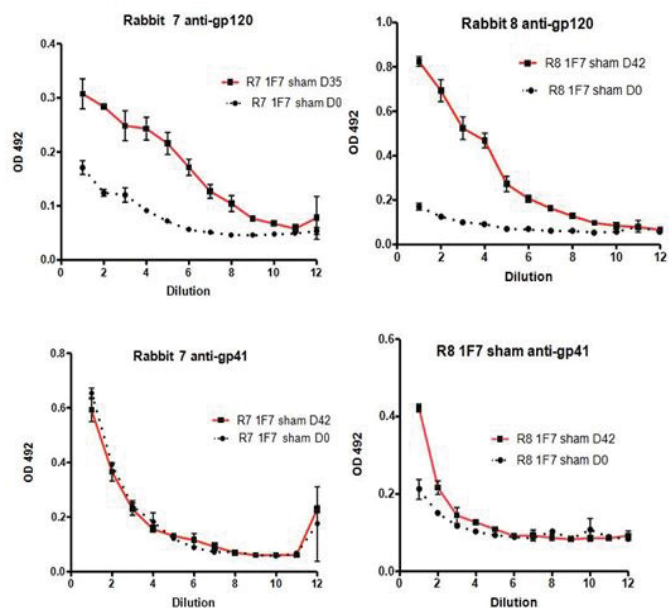 Rabbit 7 anti-gp120
OD 492
0.4
0.3
0.2
0.1
0.0
R7 1F7 sham D35
R7 1F7 sham D0
0 2 4 6 8 10 12
Dilution
Rabbit 8 anti-gp120
OD 492
1.0
0.8
0.6
0.4
0.2
0.0
R8 1F7 sham D42
R8 1F7 sham D0
0 2 4 6 8 10 12
Dilution
Rabbit 7 anti-gp41
OD 492
0.8
0.6
0.4
0.2
0.0
R7 1F7 sham D42
R7 1F7 sham D0
0 2 4 6 8 10 12
Dilution
R8 1F7 sham anti-gp41
OD 492
0.6
0.4
0.2
0.0
R8 1F7 sham D42
R8 1F7 sham D0
0 2 4 6 8 10 12
Dilution